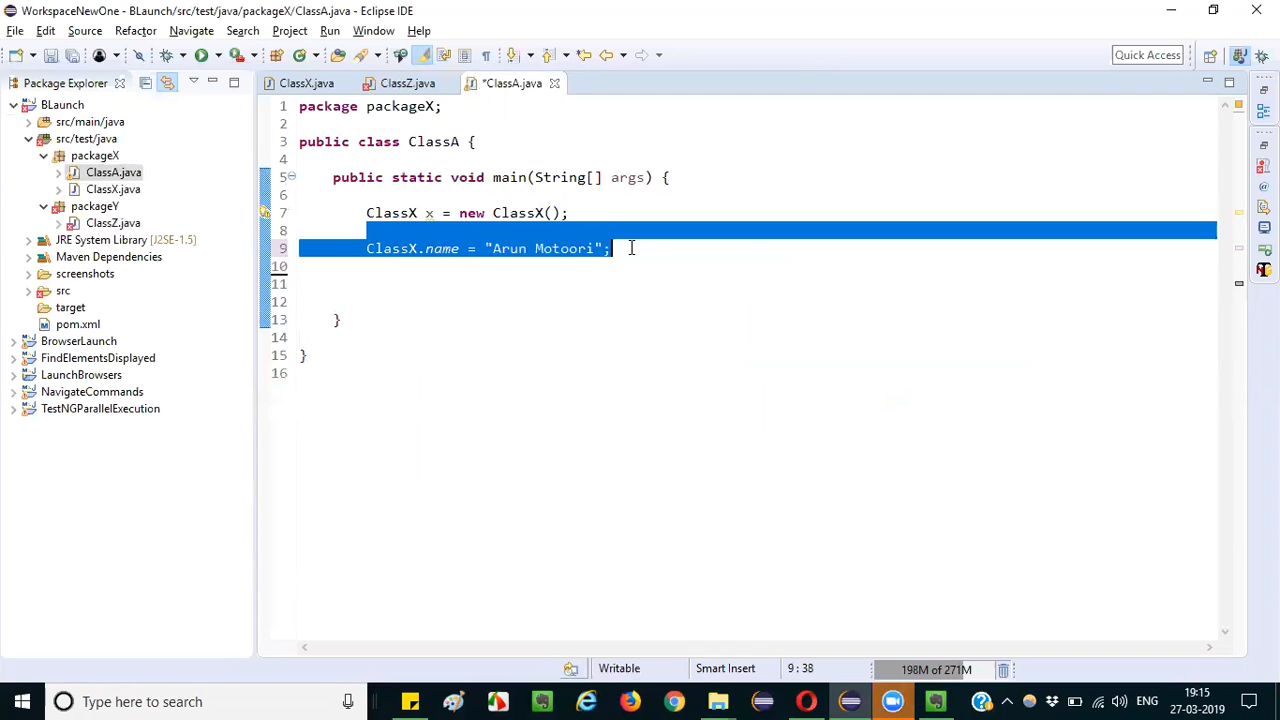 WorkspaceNewOne - BLaunch/src/test/java/packageX/ClassA.java - Eclipse IDE
File Edit Source Refactor Navigate Search Project Run Window Help
Quick Access
Package Explorer
ClassX.java ClassZ.java *ClassA.java
BLaunch
src/main/java
src/test/java
packageX
ClassA.java
ClassX.java
packageY
ClassZ.java
JRE System Library [J2SE-1.5]
Maven Dependencies
screenshots
src
target
pom.xml
BrowserLaunch
FindElementsDisplayed
LaunchBrowsers
NavigateCommands
TestNGParallelExecution
1 package packageX;
2
3 public class ClassA {
4
5 public static void main(String[] args) {
6
7 ClassX x = new ClassX();
8
9 ClassX.name = "Arun Motoori";
10
11
12
13 }
14
15 }
16
Writable Smart Insert 9 : 38 198M of 271M
Type here to search
ENG
19:15
27-03-2019